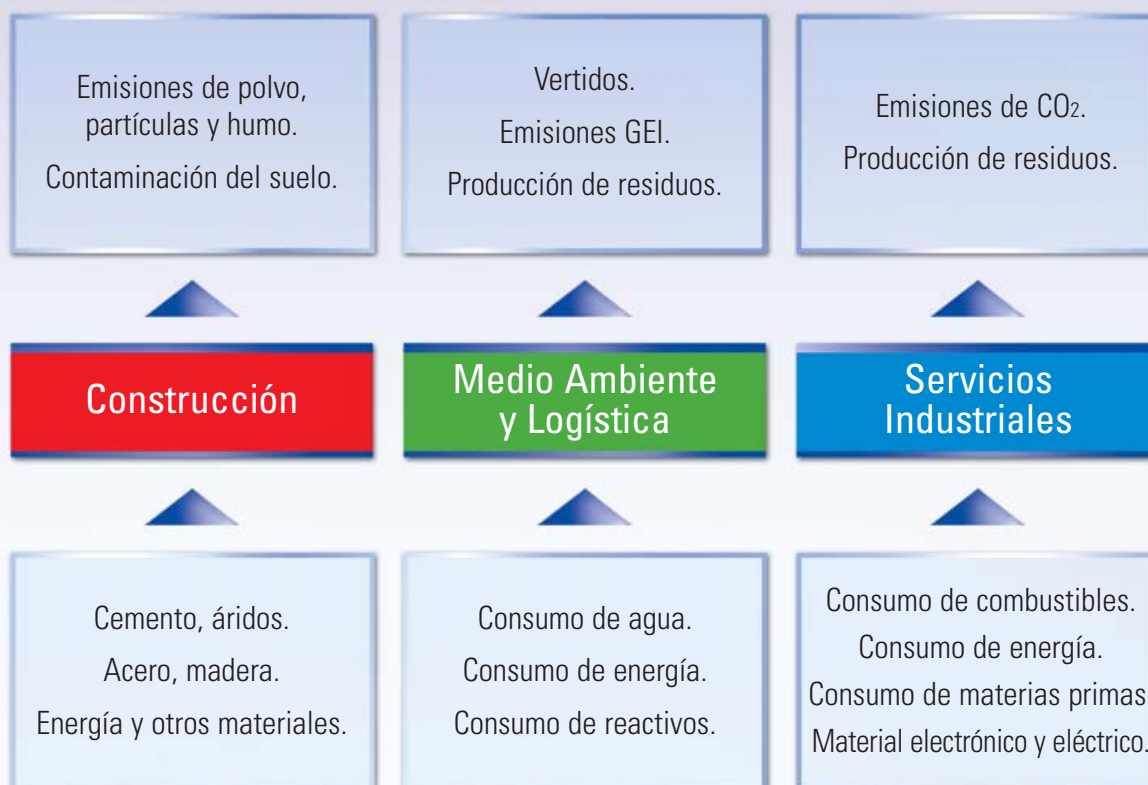 Emisiones de polvo,
partículas y humo.
Contaminación del suelo.
Vertidos.
Emisiones GEI.
Producción de residuos.
Emisiones de CO2.
Producción de residuos.
Construcción
Medio Ambiente
y Logística
Servicios
Industriales
Cemento, áridos.
Acero, madera.
Energía y otros materiales.
Consumo de agua.
Consumo de energía.
Consumo de reactivos.
Consumo de combustibles.
Consumo de energía.
Consumo de materias primas
Material electrónico y eléctrico.